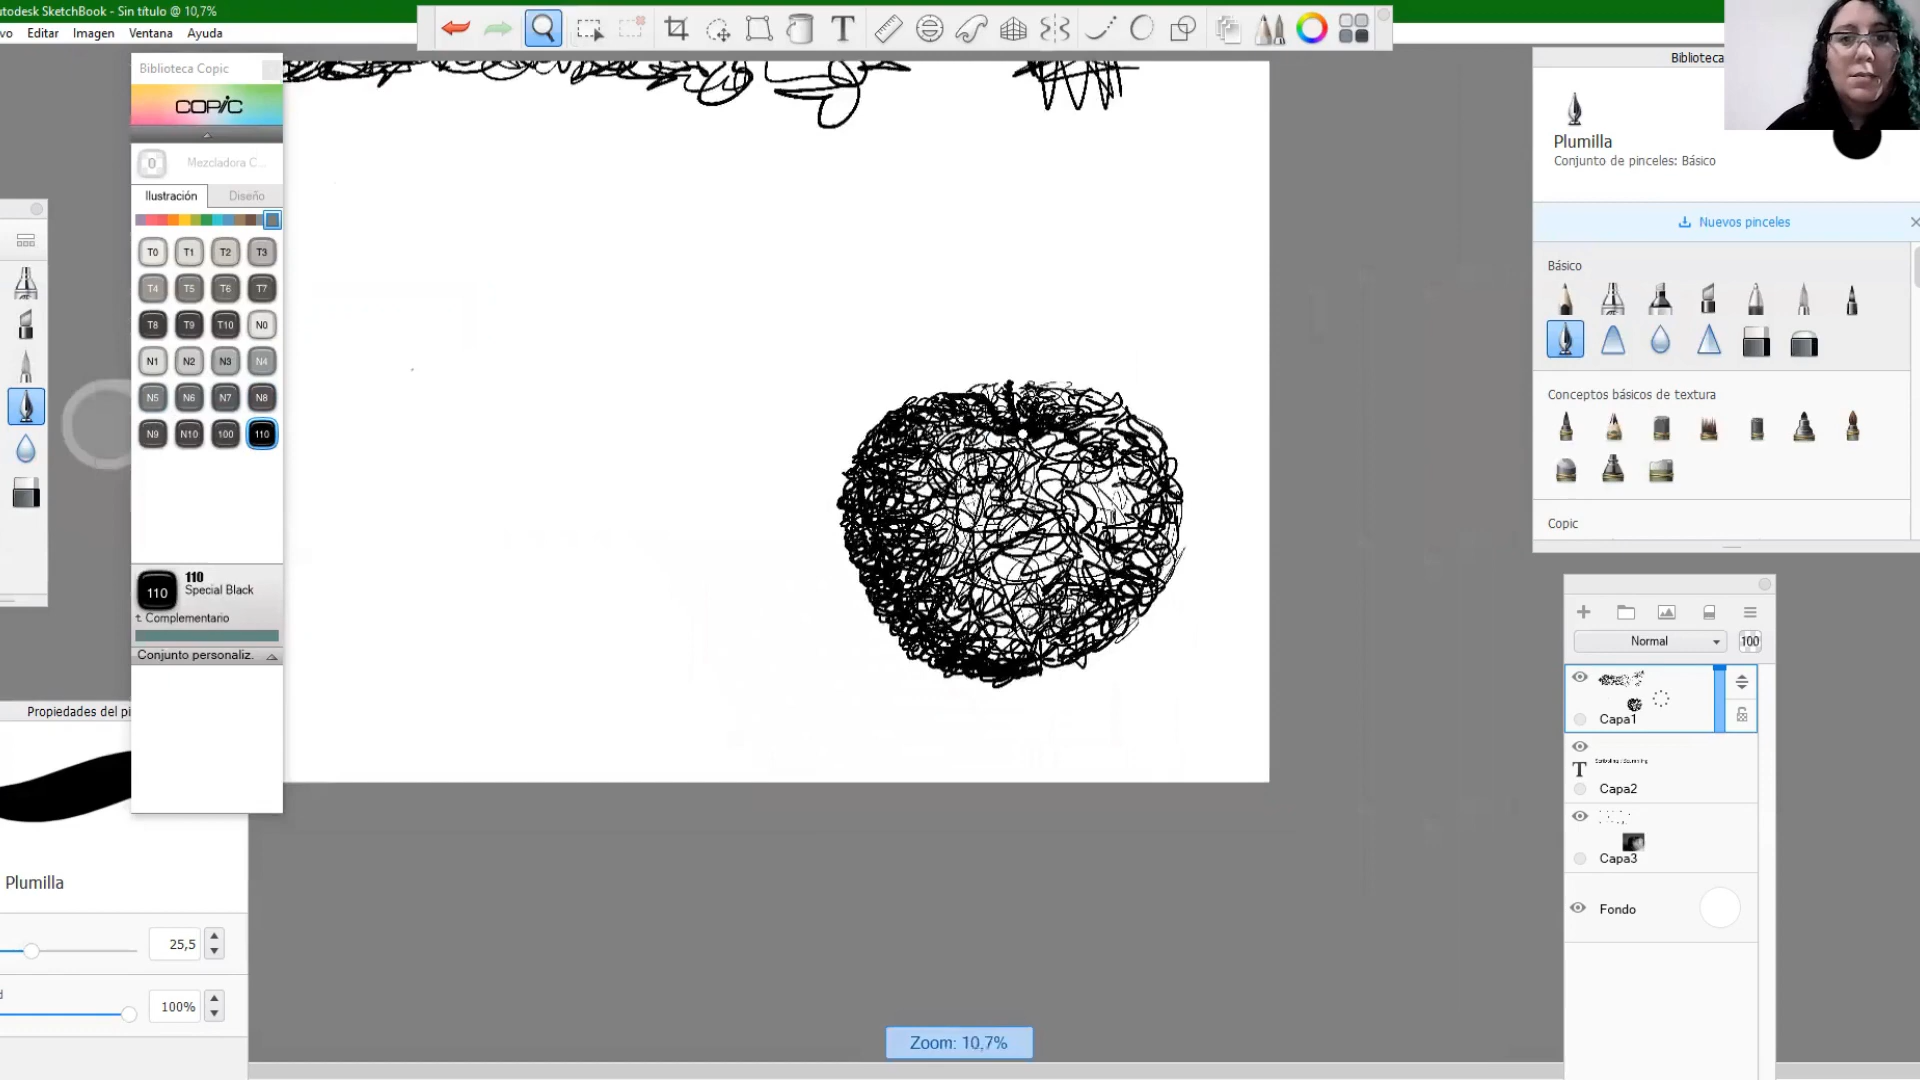 utodesk SketchBook - Sin título @ 10,7%
vo Editar Imagen Ventana Ayuda
Biblioteca Copic
COPIC
0 Mezcladora C...
Ilustración Diseño
T0 T1 T2 T3
T4 T5 T6 T7
T8 T9 T10 N0
N1 N2 N3 N4
N5 N6 N7 N8
N9 N10 100 110
110
110 Special Black
Complementario
Conjunto personaliz.
Propiedades del pi
Plumilla
25,5
d
100%
T
Zoom: 10,7%
Biblioteca
Plumilla
Conjunto de pinceles: Básico
Nuevos pinceles
Básico
Conceptos básicos de textura
Copic
Normal 100
Capa1
T
Capa2
Capa3
Fondo